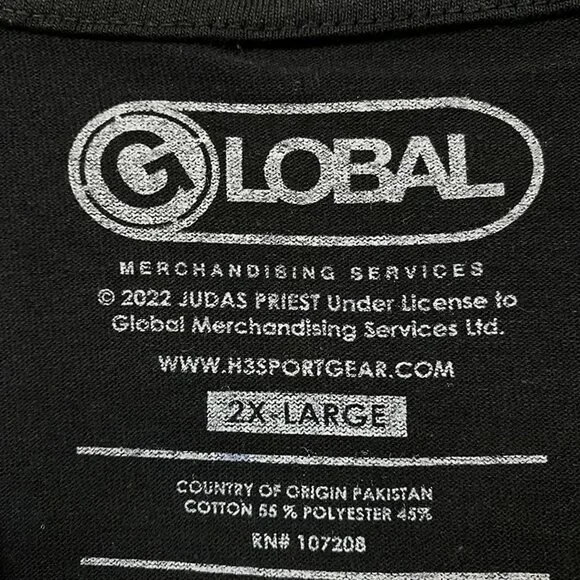 GLOBAL
MERCHANDISING SERVICES
© 2022 JUDAS PRIEST Under License to
Global Merchandising Services Ltd.
WWW.H3SPORTGEAR.COM
2X-LARGE
COUNTRY OF ORIGIN PAKISTAN
COTTON 55 % POLYESTER 45%
RN# 107208